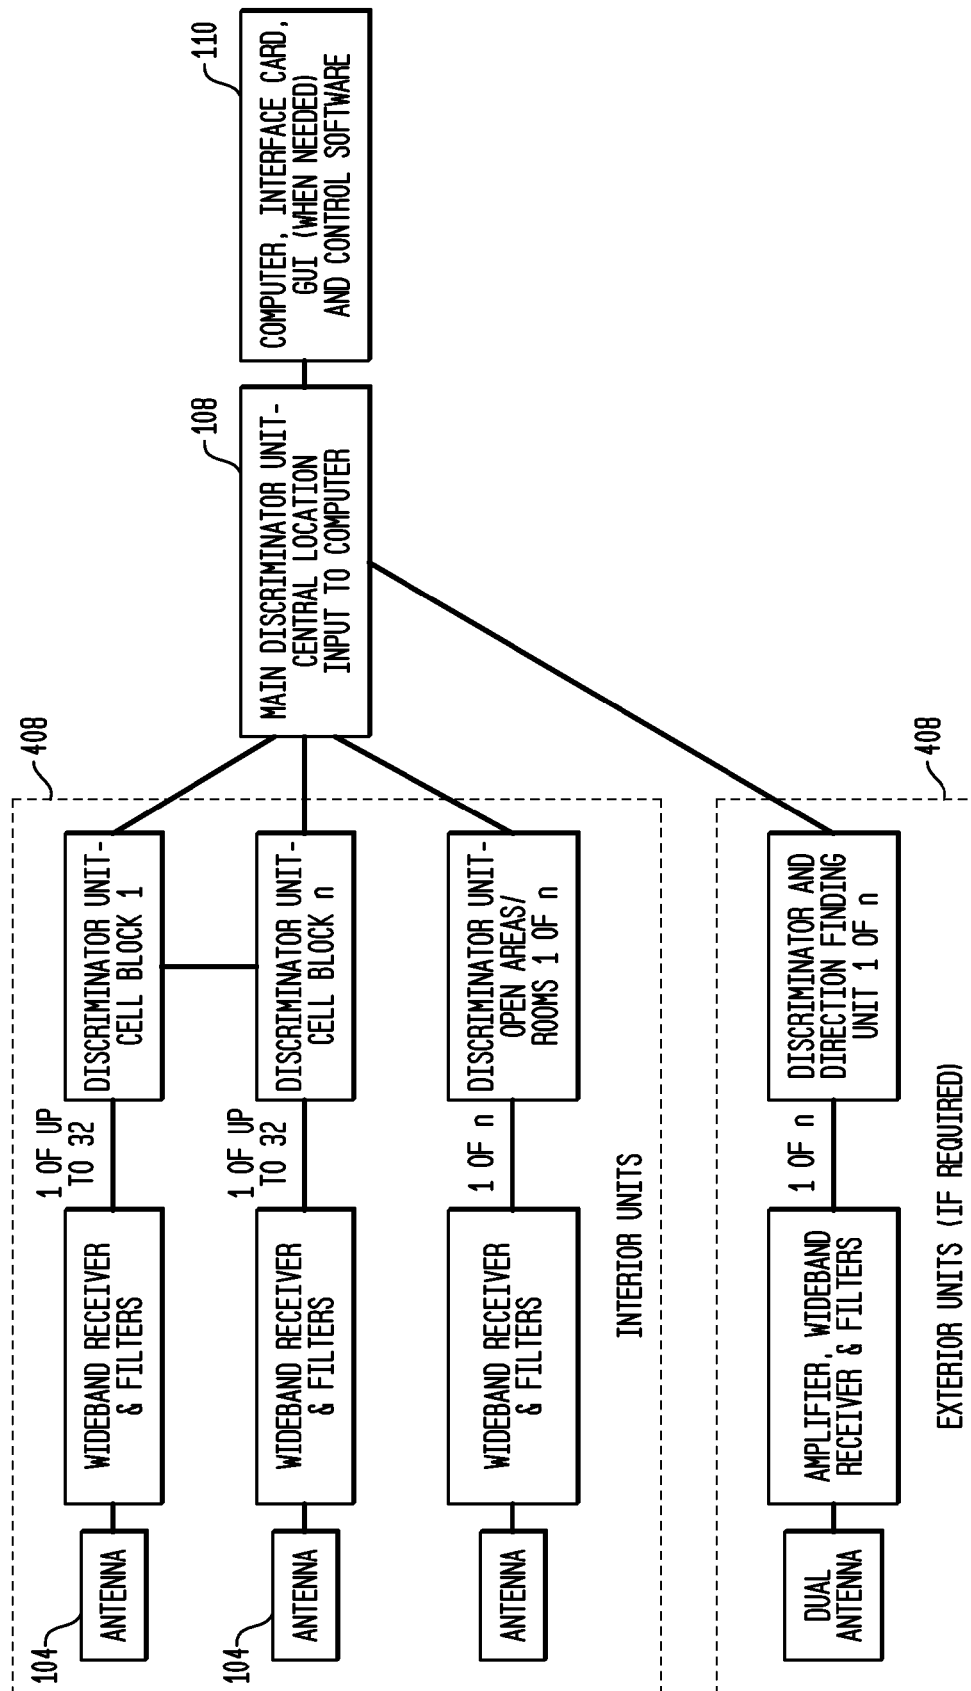 104
ANTENNA
WIDEBAND RECEIVER
& FILTERS
1 OF UP
TO 32
DISCRIMINATOR UNIT-
CELL BLOCK 1
408
104
ANTENNA
WIDEBAND RECEIVER
& FILTERS
1 OF UP
TO 32
DISCRIMINATOR UNIT-
CELL BLOCK n
108
MAIN DISCRIMINATOR UNIT-
CENTRAL LOCATION
INPUT TO COMPUTER
110
COMPUTER, INTERFACE CARD,
GUI (WHEN NEEDED)
AND CONTROL SOFTWARE
ANTENNA
WIDEBAND RECEIVER
& FILTERS
1 OF n
DISCRIMINATOR UNIT-
OPEN AREAS/
ROOMS 1 OF n
INTERIOR UNITS
DUAL
ANTENNA
AMPLIFIER, WIDEBAND
RECEIVER & FILTERS
1 OF n
DISCRIMINATOR AND
DIRECTION FINDING
UNIT 1 OF n
408
EXTERIOR UNITS (IF REQUIRED)